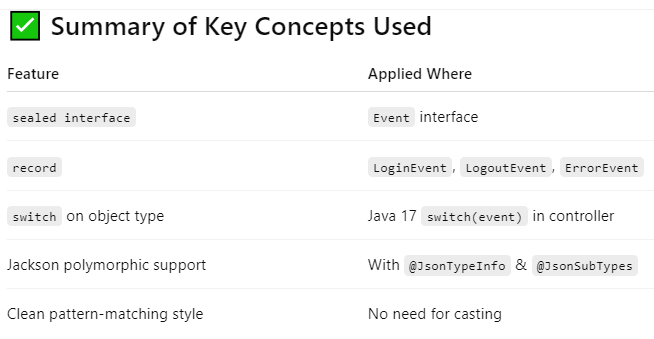 ✅ Summary of Key Concepts Used
Feature Applied Where
sealed interface Event interface
record LoginEvent, LogoutEvent, ErrorEvent
switch on object type Java 17 switch(event) in controller
Jackson polymorphic support With @JsonTypeInfo & @JsonSubTypes
Clean pattern-matching style No need for casting